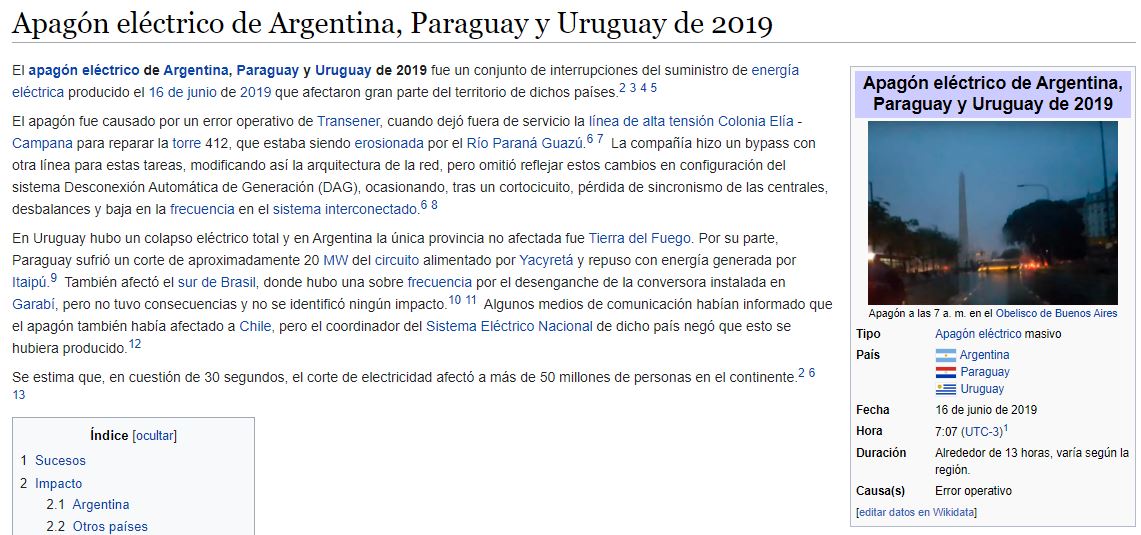 Apagón eléctrico de Argentina, Paraguay y Uruguay de 2019
El apagón eléctrico de Argentina, Paraguay y Uruguay de 2019 fue un conjunto de interrupciones del suministro de energía
eléctrica producido el 16 de junio de 2019 que afectaron gran parte del territorio de dichos países.2 3 4 5
El apagón fue causado por un error operativo de Transener, cuando dejó fuera de servicio la línea de alta tensión Colonia Elía -
Campana para reparar la torre 412, que estaba siendo erosionada por el Río Paraná Guazú.6 7 La compañía hizo un bypass con
otra línea para estas tareas, modificando así la arquitectura de la red, pero omitió reflejar estos cambios en configuración del
sistema Desconexión Automática de Generación (DAG), ocasionando, tras un cortocicuito, pérdida de sincronismo de las centrales,
desbalances y baja en la frecuencia en el sistema interconectado.6 8
En Uruguay hubo un colapso eléctrico total y en Argentina la única provincia no afectada fue Tierra del Fuego. Por su parte,
Paraguay sufrió un corte de aproximadamente 20 MW del circuito alimentado por Yacyretá y repuso con energía generada por
Itaipú.9 También afectó el sur de Brasil, donde hubo una sobre frecuencia por el desenganche de la conversora instalada en
Garabí, pero no tuvo consecuencias y no se identificó ningún impacto.10 11 Algunos medios de comunicación habían informado que
el apagón también había afectado a Chile, pero el coordinador del Sistema Eléctrico Nacional de dicho país negó que esto se
hubiera producido.12
Se estima que, en cuestión de 30 segundos, el corte de electricidad afectó a más de 50 millones de personas en el continente.2 6
13
Índice [ocultar]
1 Sucesos
2 Impacto
2.1 Argentina
2.2 Otros países
Apagón eléctrico de Argentina,
Paraguay y Uruguay de 2019
Apagón a las 7 a. m. en el Obelisco de Buenos Aires
Tipo Apagón eléctrico masivo
País Argentina
Paraguay
Uruguay
Fecha 16 de junio de 2019
Hora 7:07 (UTC-3)1
Duración Alrededor de 13 horas, varía según la
región.
Causa(s) Error operativo
[editar datos en Wikidata]